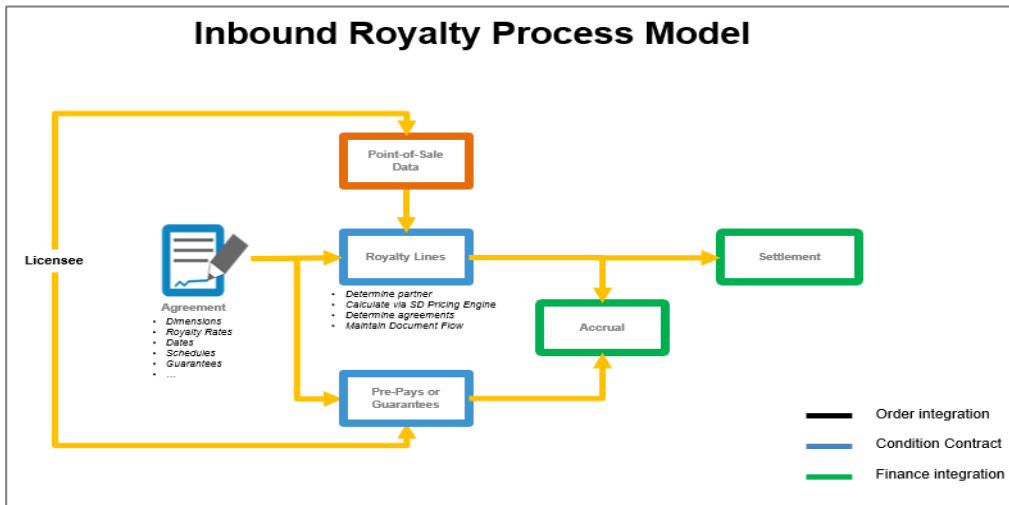 Inbound Royalty Process Model
Point-of-Sale
Data
Licensee
Royalty Lines
Settlement
Agreement
• Dimensions
• Royalty Rates
• Dates
• Schedules
• Guarantees
• ...
• Determine partner
• Calculate via SD Pricing Engine
• Determine agreements
• Maintain Document Flow
Accrual
Pre-Pays or
Guarantees
Order integration
Condition Contract
Finance integration